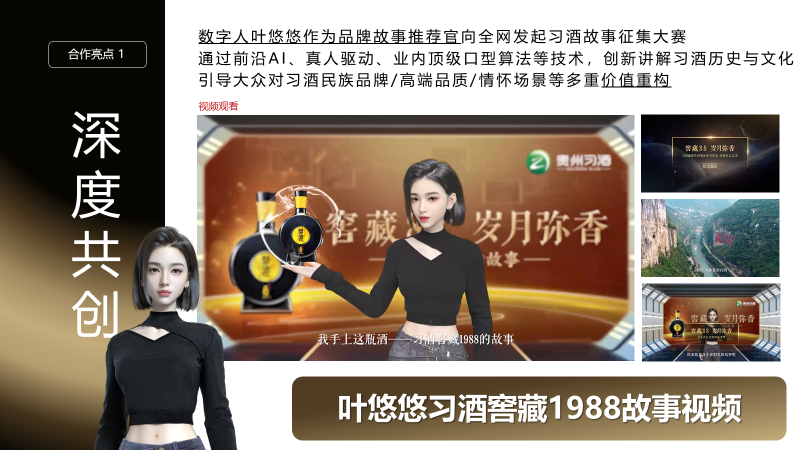 合作亮点 1
深度共创
数字人叶悠悠作为品牌故事推荐官向全网发起习酒故事征集大赛
通过前沿AI、真人驱动、业内顶级口型算法等技术，创新讲解习酒历史与文化
引导大众对习酒民族品牌/高端品质/情怀场景等多重价值重构
视频观看
贵州习酒
窖藏 岁月弥香
故事
我手上这瓶酒——习酒窖藏1988的故事
窖藏88 岁月弥香
窖藏 岁月弥香
窖藏88 岁月弥香
叶悠悠习酒窖藏1988故事视频